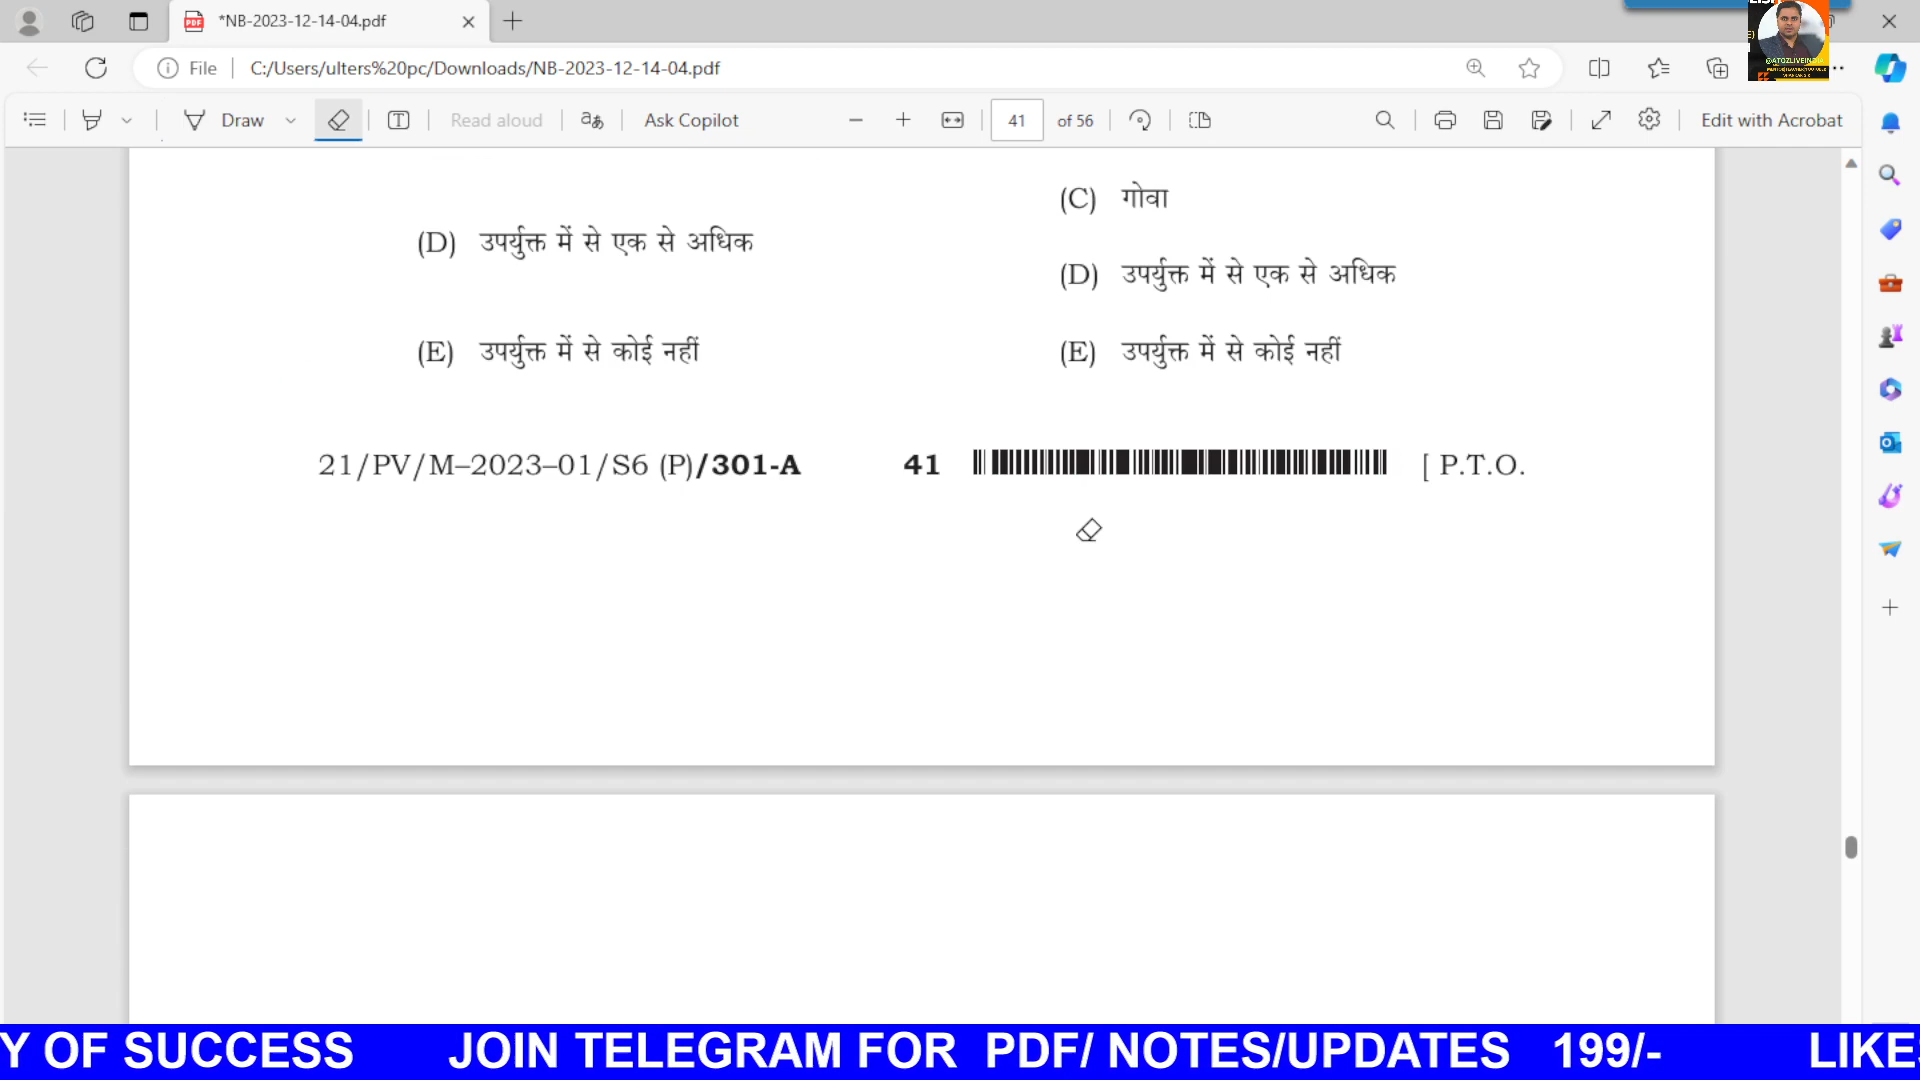 *NB-2023-12-14-04.pdf
File
C:/Users/ulters%20pc/Downloads/NB-2023-12-14-04.pdf
@ATOZLIVEINDIA
Draw
Read aloud
Ask Copilot
41 of 56
Edit with Acrobat
(D) उपर्युक्त में से एक से अधिक
(E) उपर्युक्त में से कोई नहीं
(C) गोवा
(D) उपर्युक्त में से एक से अधिक
(E) उपर्युक्त में से कोई नहीं
21/PV/M–2023–01/S6 (P)/301-A 41 [ P.T.O.
Y OF SUCCESS JOIN TELEGRAM FOR PDF/ NOTES/UPDATES 199/- LIKE